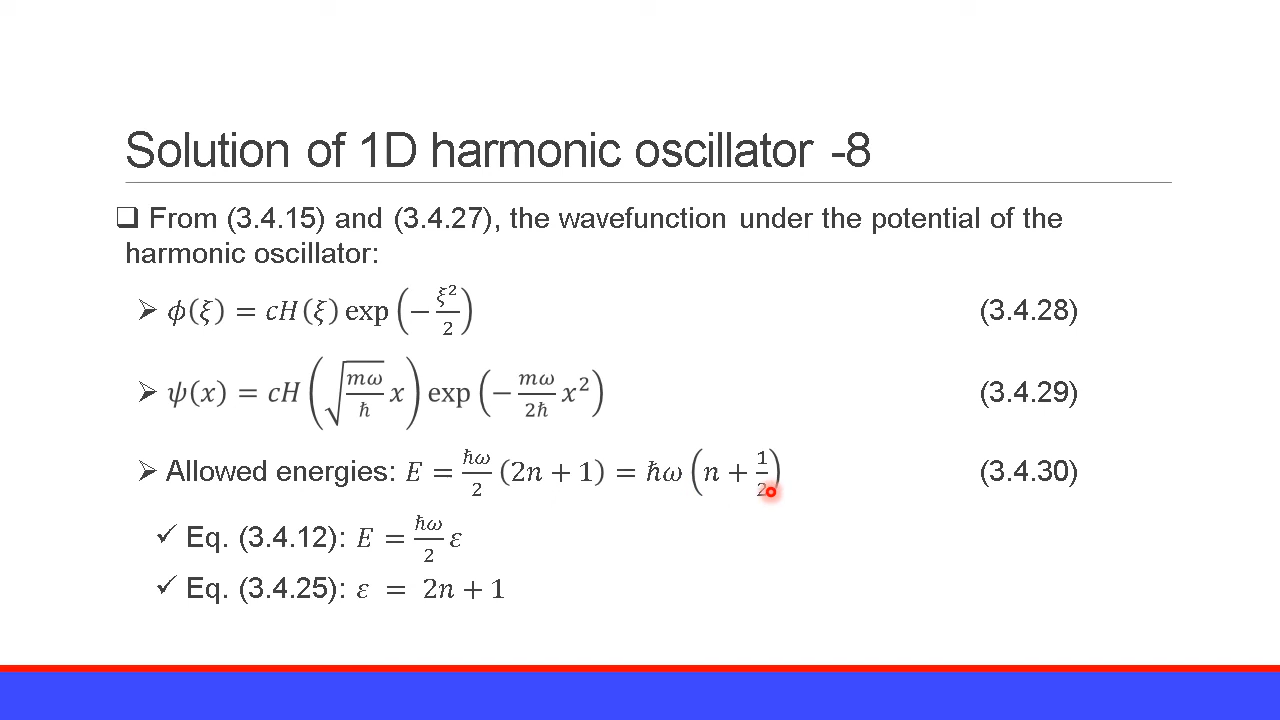 Solution of 1D harmonic oscillator -8
❑ From (3.4.15) and (3.4.27), the wavefunction under the potential of the
harmonic oscillator:
➢ 𝜙(𝜉) = 𝑐𝐻(𝜉) exp(−𝜉²/2) (3.4.28)
➢ 𝜓(𝑥) = 𝑐𝐻(√(𝑚𝜔/ℏ) 𝑥) exp(−𝑚𝜔/2ℏ 𝑥²) (3.4.29)
➢ Allowed energies: 𝐸 = ℏ𝜔/2 (2𝑛 + 1) = ℏ𝜔(𝑛 + 1/2) (3.4.30)
✓ Eq. (3.4.12): 𝐸 = ℏ𝜔/2 𝜀
✓ Eq. (3.4.25): 𝜀 = 2𝑛 + 1